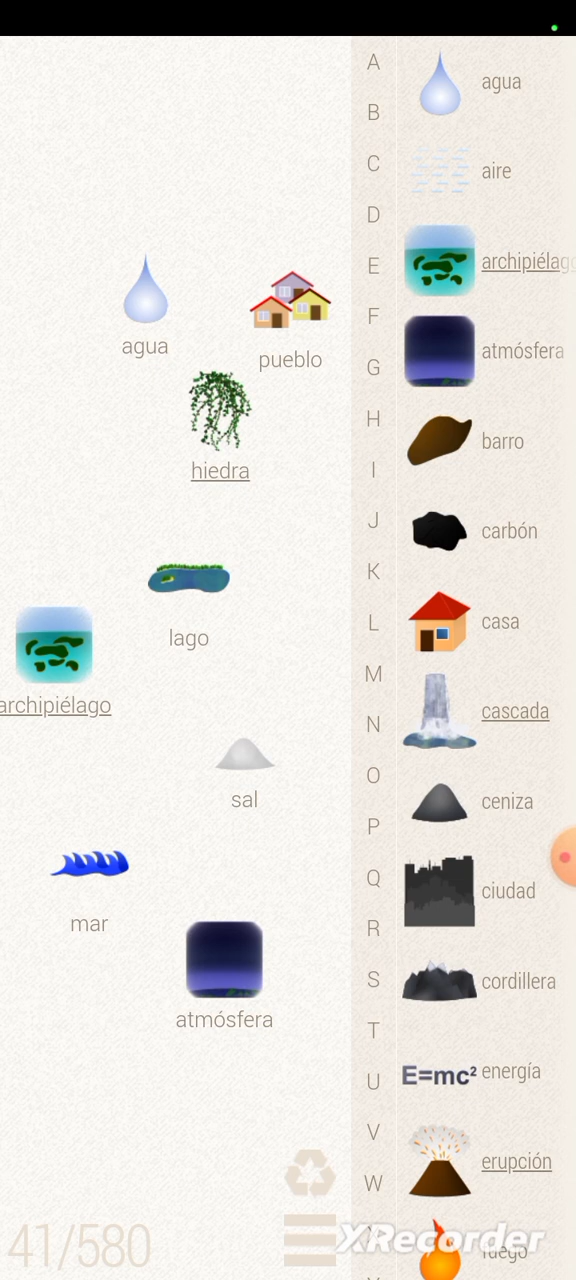 agua
pueblo
hiedra
lago
archipiélago
sal
mar
atmósfera
41/580
A
B
C
D
E
F
G
H
I
J
K
L
M
N
O
P
Q
R
S
T
U
V
W
agua
aire
archipiélago
atmósfera
barro
carbón
casa
cascada
ceniza
ciudad
cordillera
E=mc² energía
erupción
fuego
XRecorder